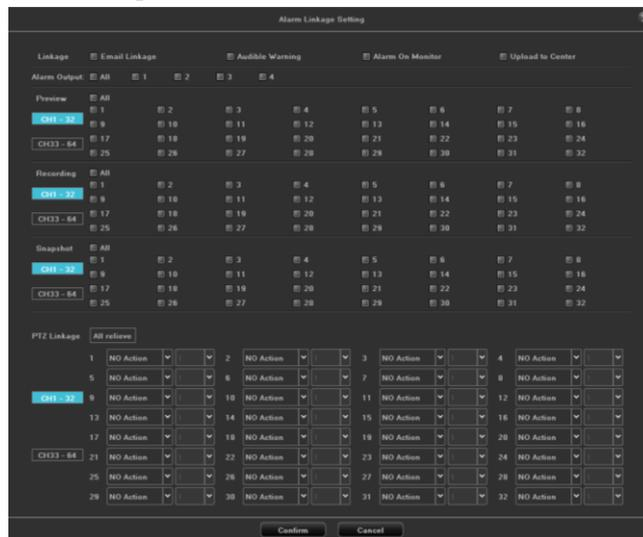 Alarm Linkage Setting
Linkage Email Linkage Audible Warning Alarm On Monitor Upload to Center
Alarm Output All 1 2 3 4
Preview All
1 2 3 4 5 6 7 8
CH1 - 32
9 10 11 12 13 14 15 16
17 18 19 20 21 22 23 24
CH33 - 64
25 26 27 28 29 30 31 32
Recording All
1 2 3 4 5 6 7 8
CH1 - 32
9 10 11 12 13 14 15 16
17 18 19 20 21 22 23 24
CH33 - 64
25 26 27 28 29 30 31 32
Snapshot All
1 2 3 4 5 6 7 8
CH1 - 32
9 10 11 12 13 14 15 16
17 18 19 20 21 22 23 24
CH33 - 64
25 26 27 28 29 30 31 32
PTZ Linkage All relieve
1 NO Action 2 NO Action 3 NO Action 4 NO Action
5 NO Action 6 NO Action 7 NO Action 8 NO Action
CH1 - 32 9 NO Action 10 NO Action 11 NO Action 12 NO Action
13 NO Action 14 NO Action 15 NO Action 16 NO Action
17 NO Action 18 NO Action 19 NO Action 20 NO Action
CH33 - 64 21 NO Action 22 NO Action 23 NO Action 24 NO Action
25 NO Action 26 NO Action 27 NO Action 28 NO Action
29 NO Action 30 NO Action 31 NO Action 32 NO Action
Confirm Cancel